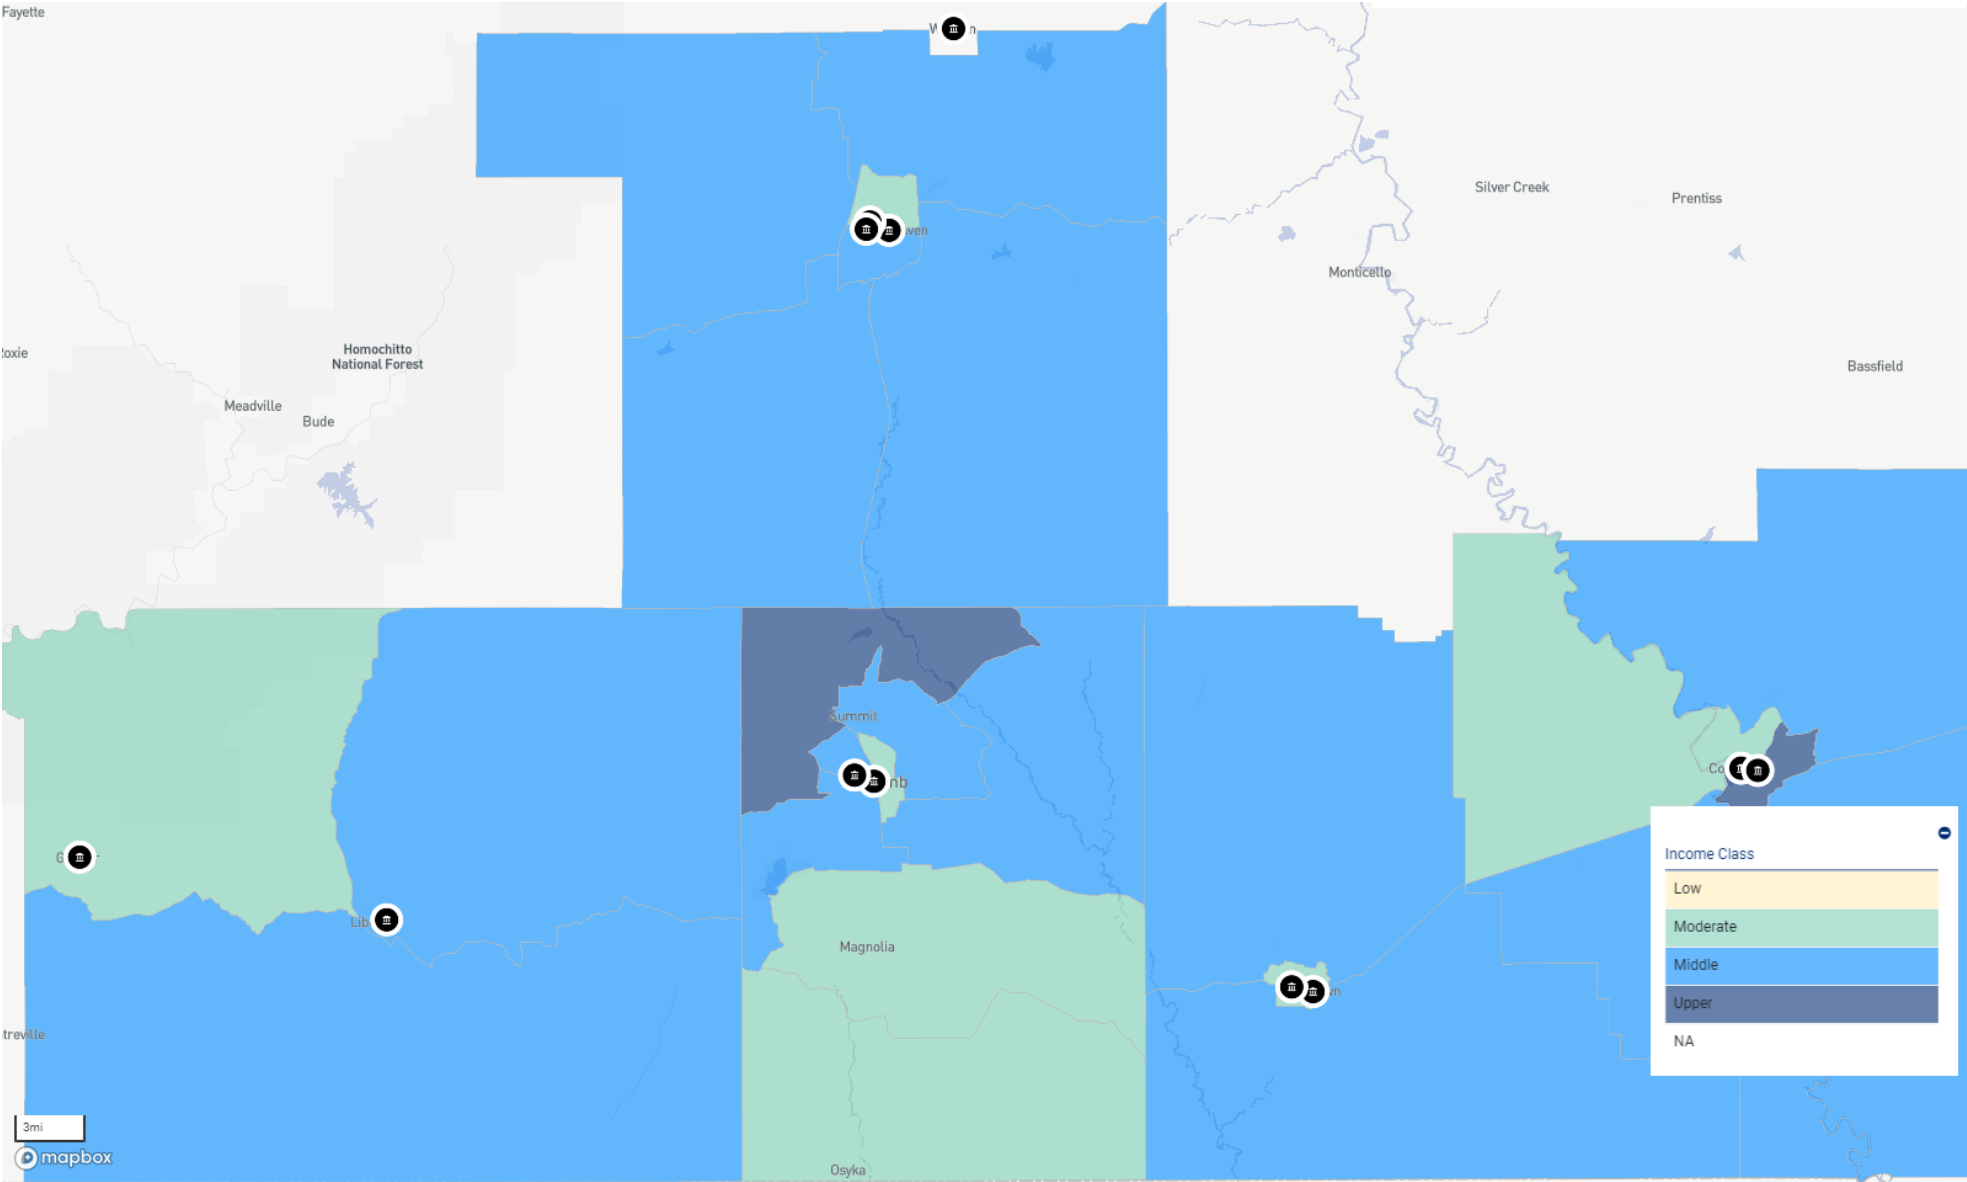 Fayette
Silver Creek
Prentiss
Monticello
Homochitto
National Forest
Bassfield
Meadville
Bude
Summit
Magnolia
Osyka
Income Class
Low
Moderate
Middle
Upper
NA
3mi
mapbox